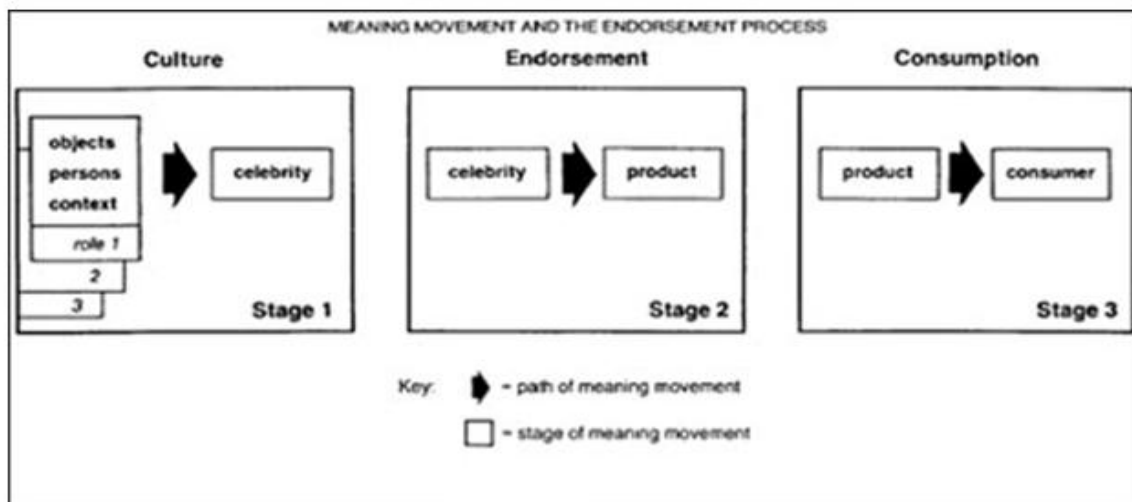 MEANING MOVEMENT AND THE ENDORSEMENT PROCESS
Culture
Endorsement
Consumption
objects
persons
context
role 1
2
3
celebrity
Stage 1
celebrity
product
Stage 2
product
consumer
Stage 3
Key:
= path of meaning movement
= stage of meaning movement